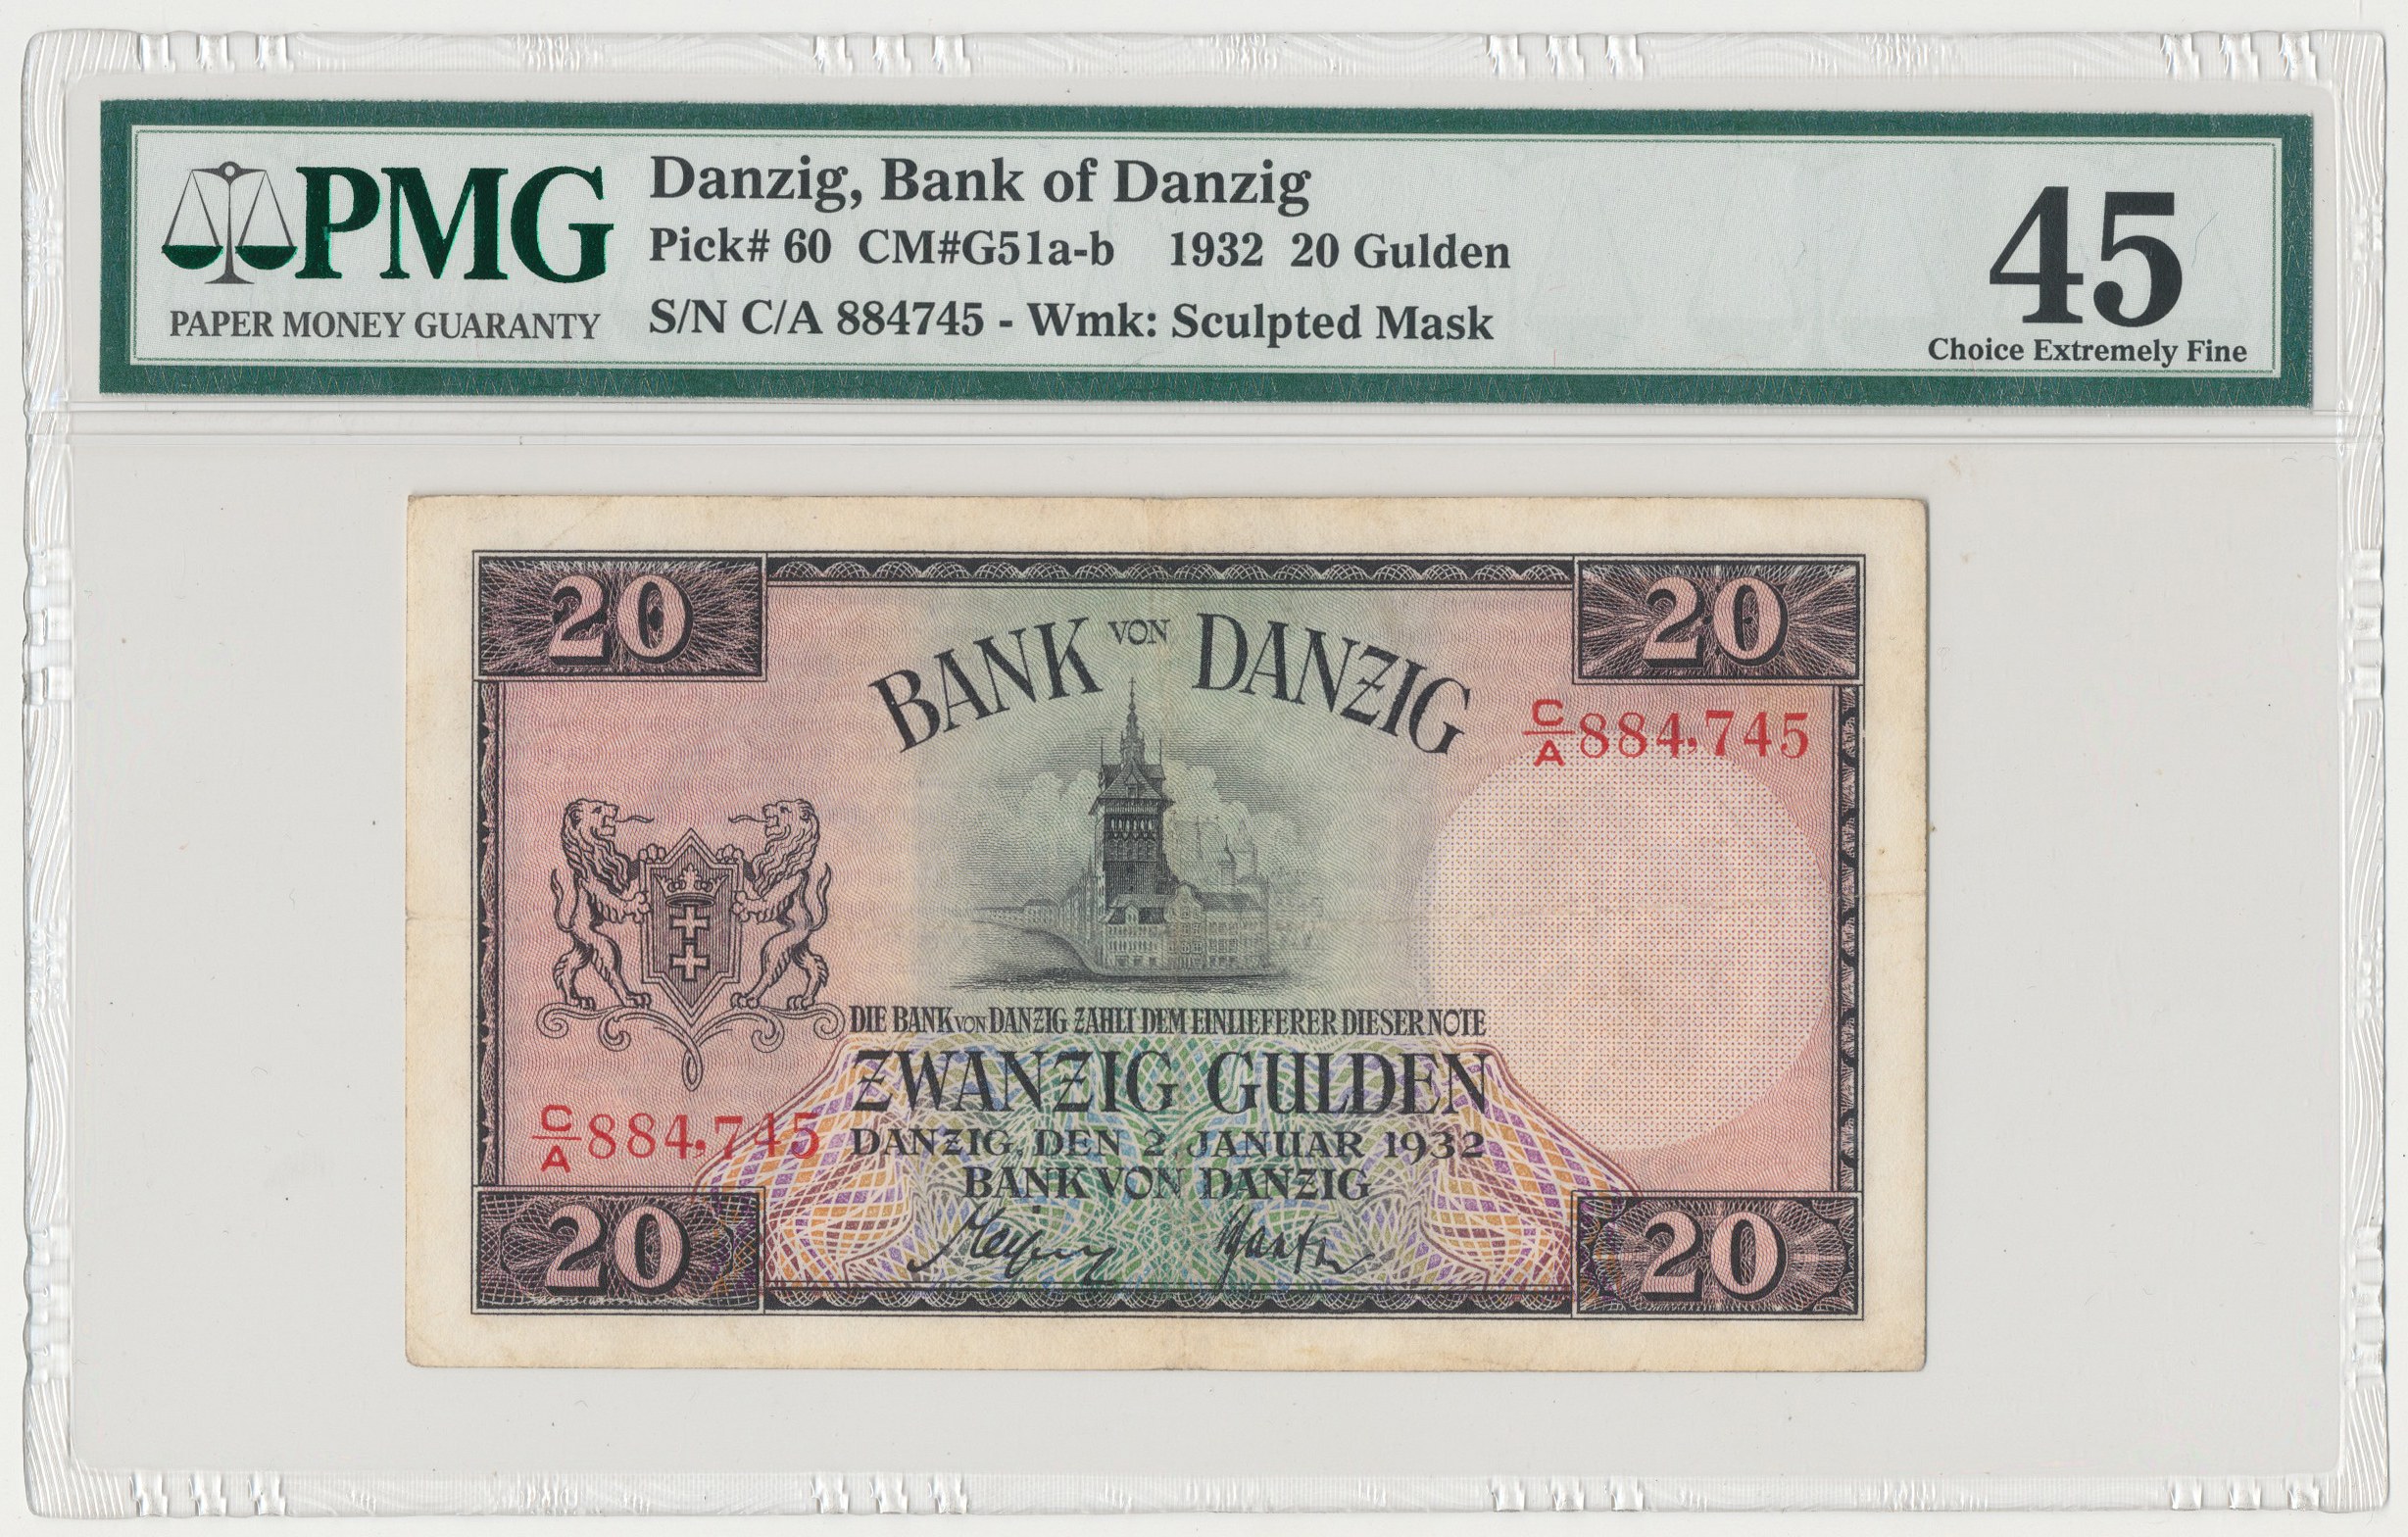 PMG
PAPER MONEY GUARANTY
Danzig, Bank of Danzig
Pick# 60 CM#G51a-b 1932 20 Gulden
S/N C/A 884745 - Wmk: Sculpted Mask
45
Choice Extremely Fine
20 20
BANK VON DANZIG
C/A 884,745
DIE BANK VON DANZIG ZAHLT DEM EINLIEFERER DIESER NOTE
ZWANZIG GULDEN
C/A 884,745
DANZIG, DEN 2. JANUAR 1932
BANK VON DANZIG
20 20